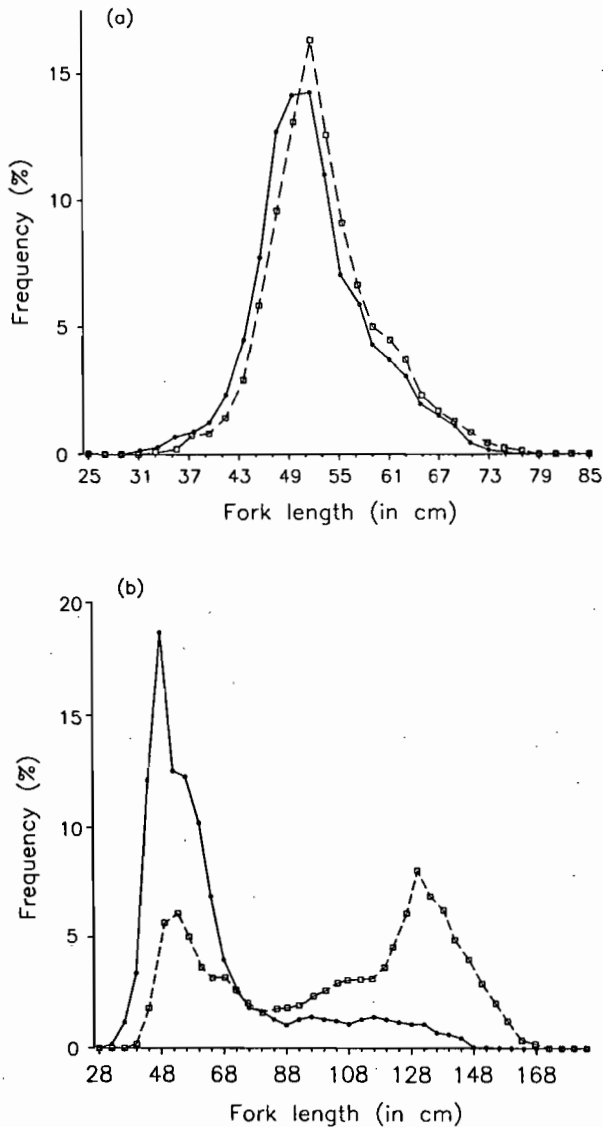 (a)
Frequency (%)
15
10
5
0
25 31 37 43 49 55 61 67 73 79 85
Fork length (in cm)
(b)
Frequency (%)
20
15
10
5
0
28 48 68 88 108 128 148 168
Fork length (in cm)